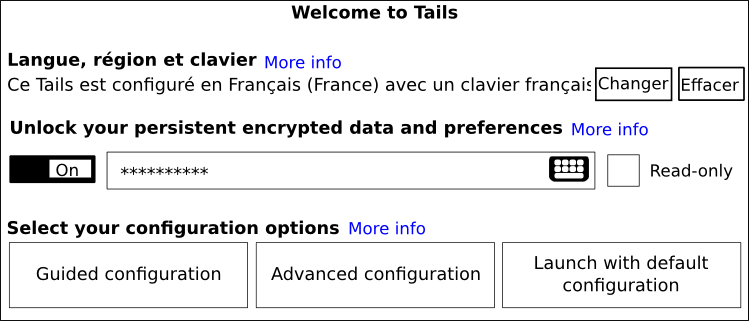 Welcome to Tails
Langue, région et clavier More info
Ce Tails est configuré en Français (France) avec un clavier français Changer Effacer
Unlock your persistent encrypted data and preferences More info
On ********** Read-only
Select your configuration options More info
Guided configuration Advanced configuration Launch with default
configuration